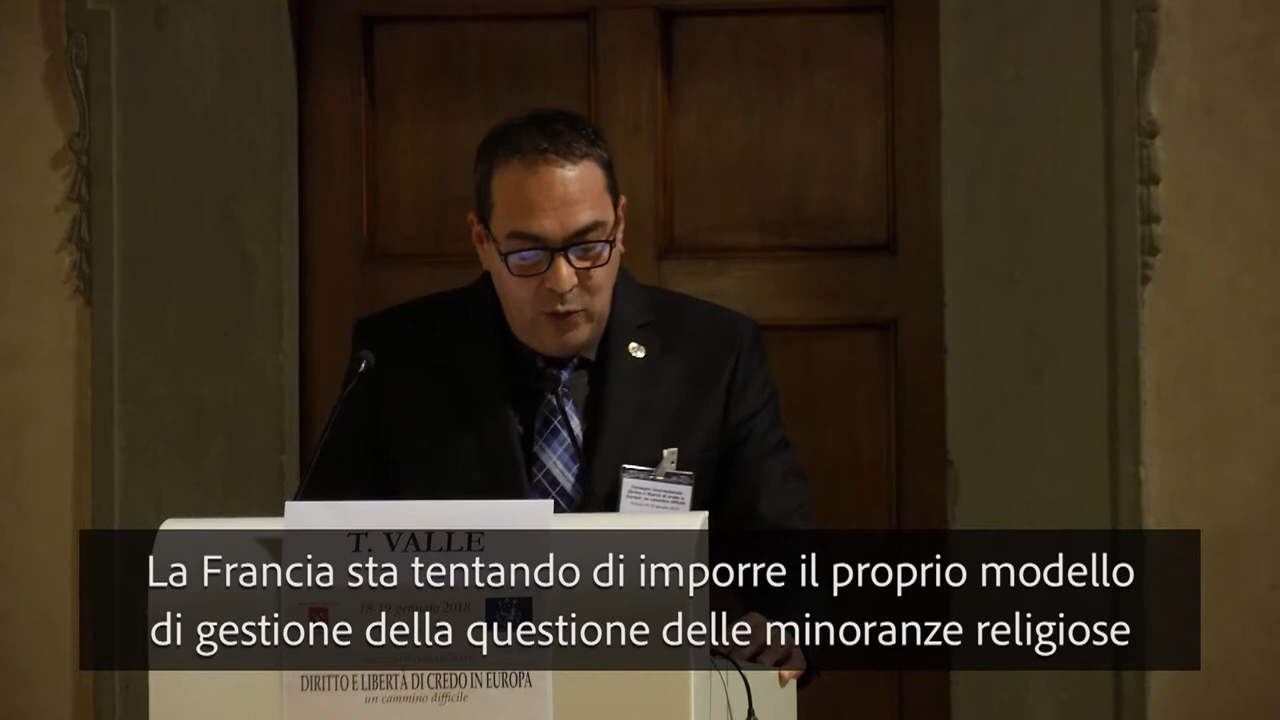 T. VALLE
La Francia sta tentando di imporre il proprio modello
18-19 gennaio 2018
di gestione della questione delle minoranze religiose
DIRITTO E LIBERTÀ DI CREDO IN EUROPA
un cammino difficile